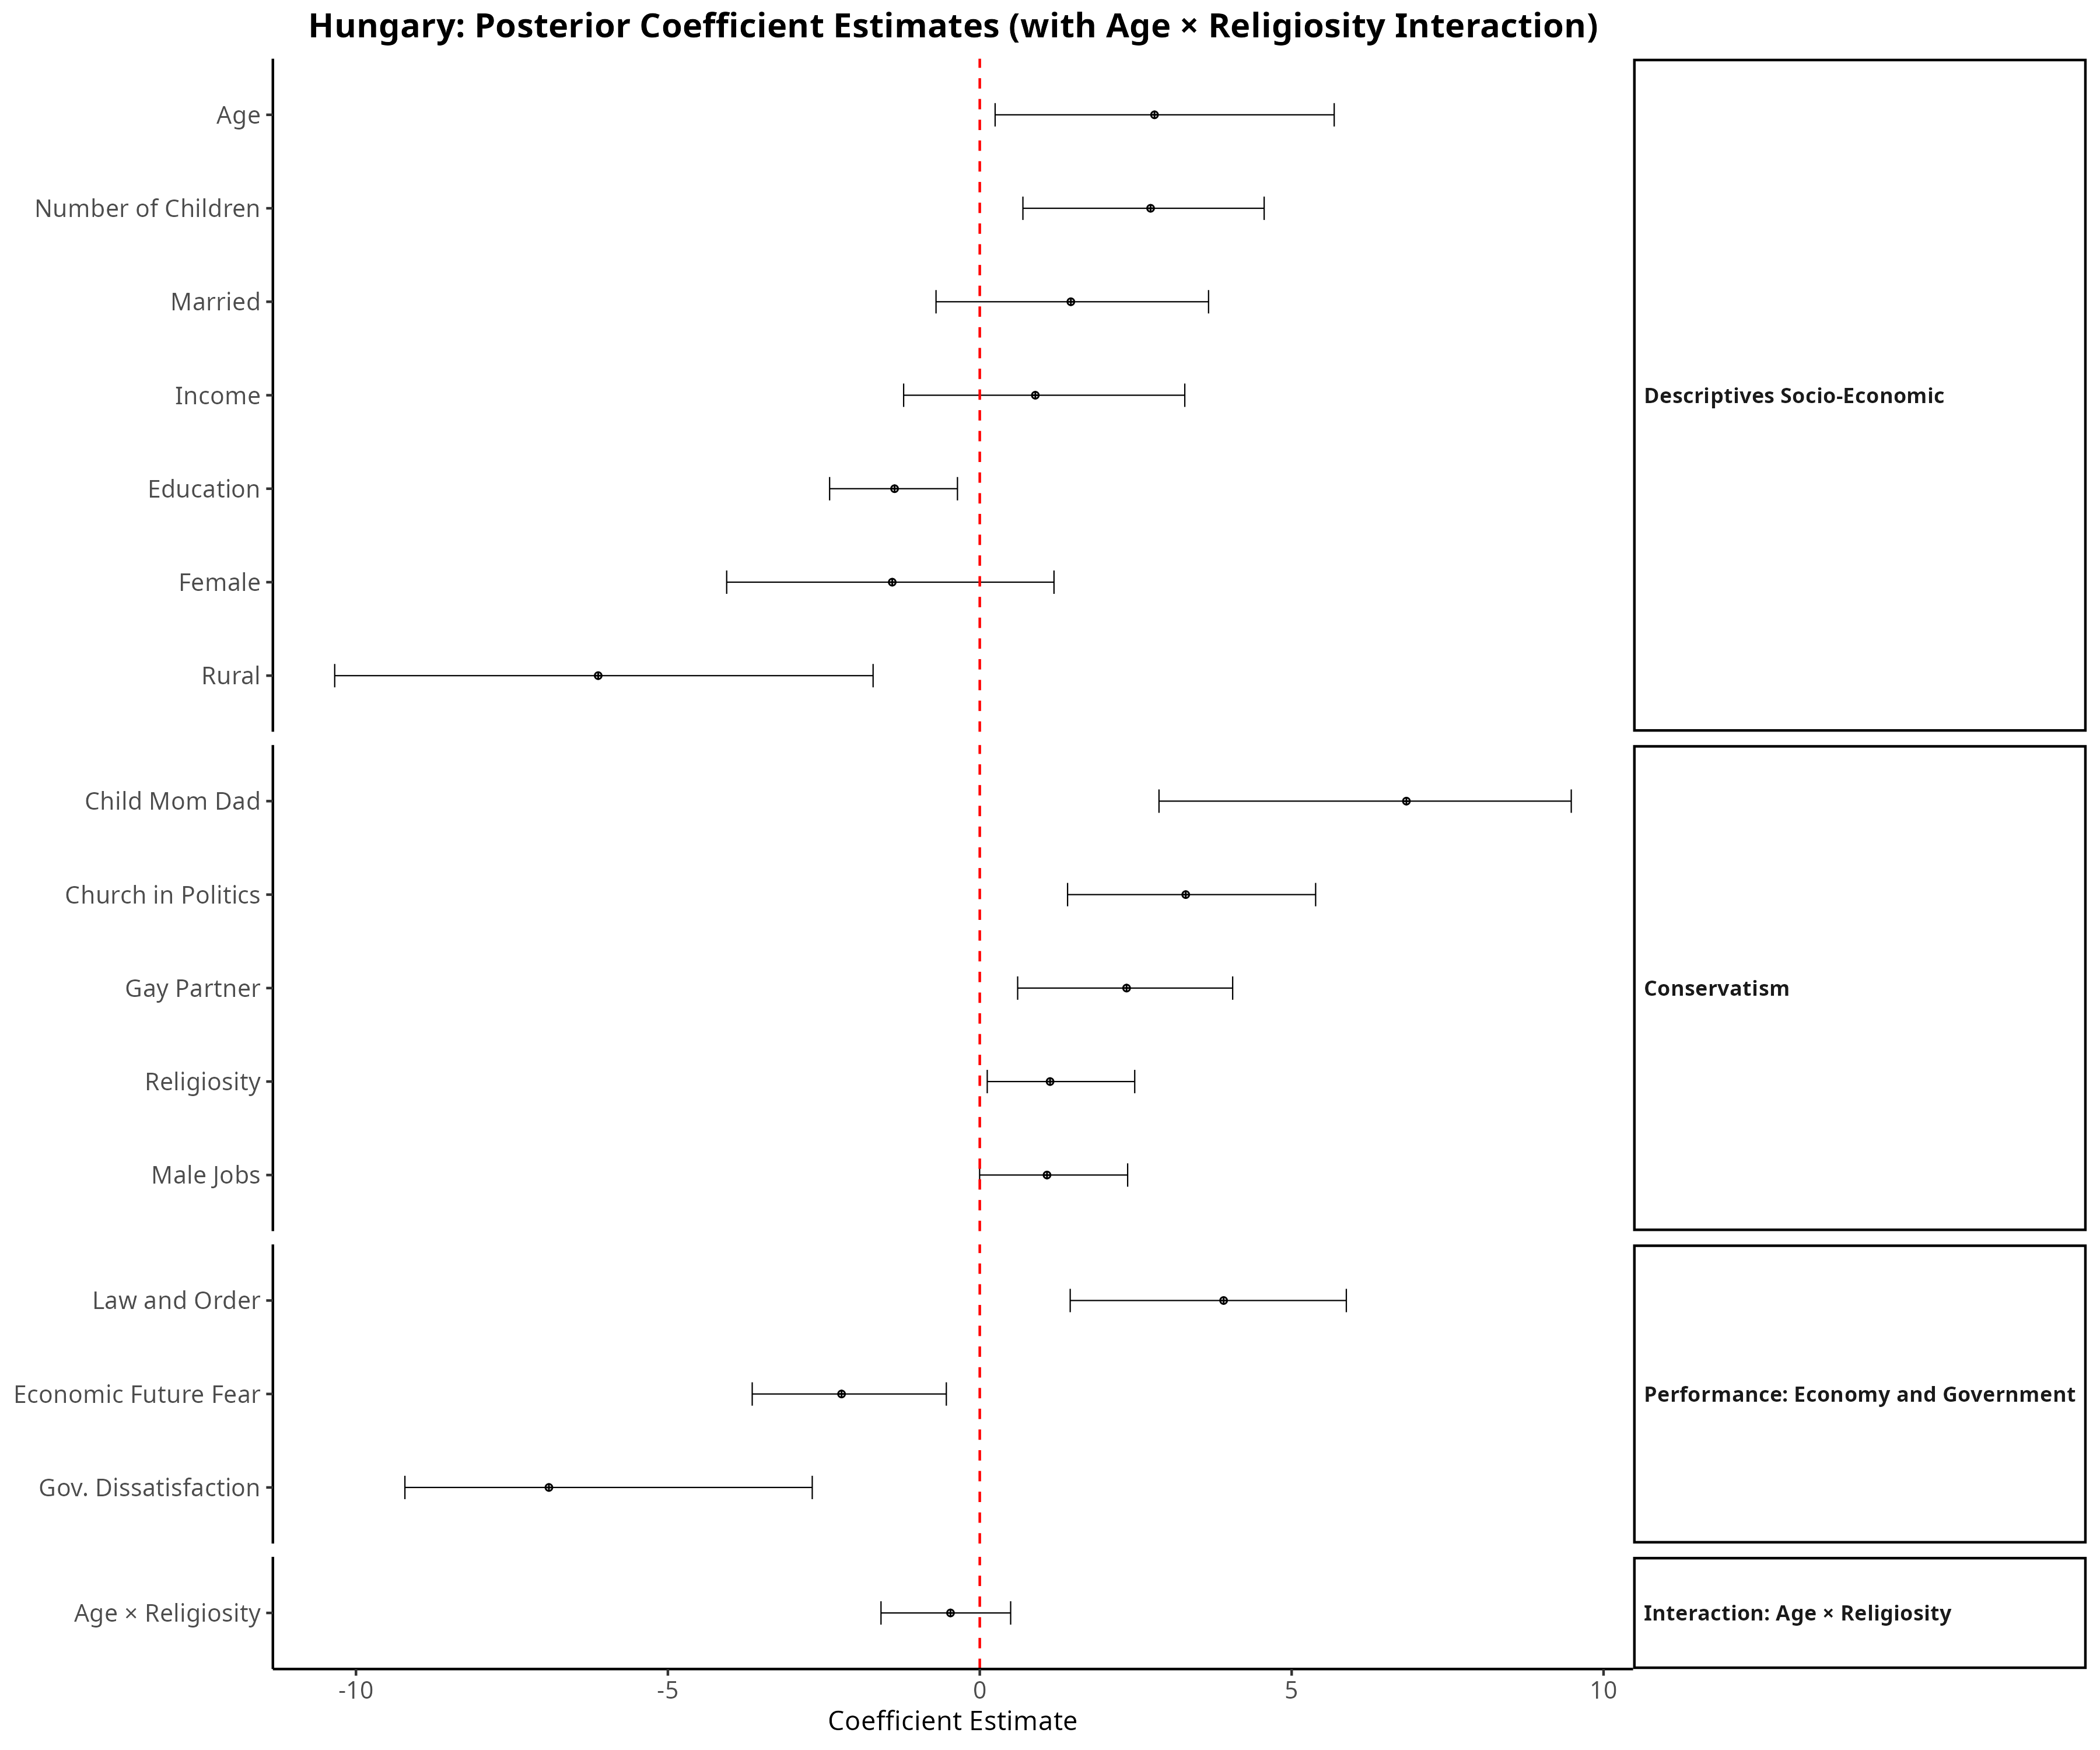 Hungary: Posterior Coefficient Estimates (with Age × Religiosity Interaction)
Age
Number of Children
Married
Income
Education
Female
Rural
Descriptives Socio-Economic
Child Mom Dad
Church in Politics
Gay Partner
Religiosity
Male Jobs
Conservatism
Law and Order
Economic Future Fear
Gov. Dissatisfaction
Performance: Economy and Government
Age × Religiosity
Interaction: Age × Religiosity
-10 -5 0 5 10
Coefficient Estimate